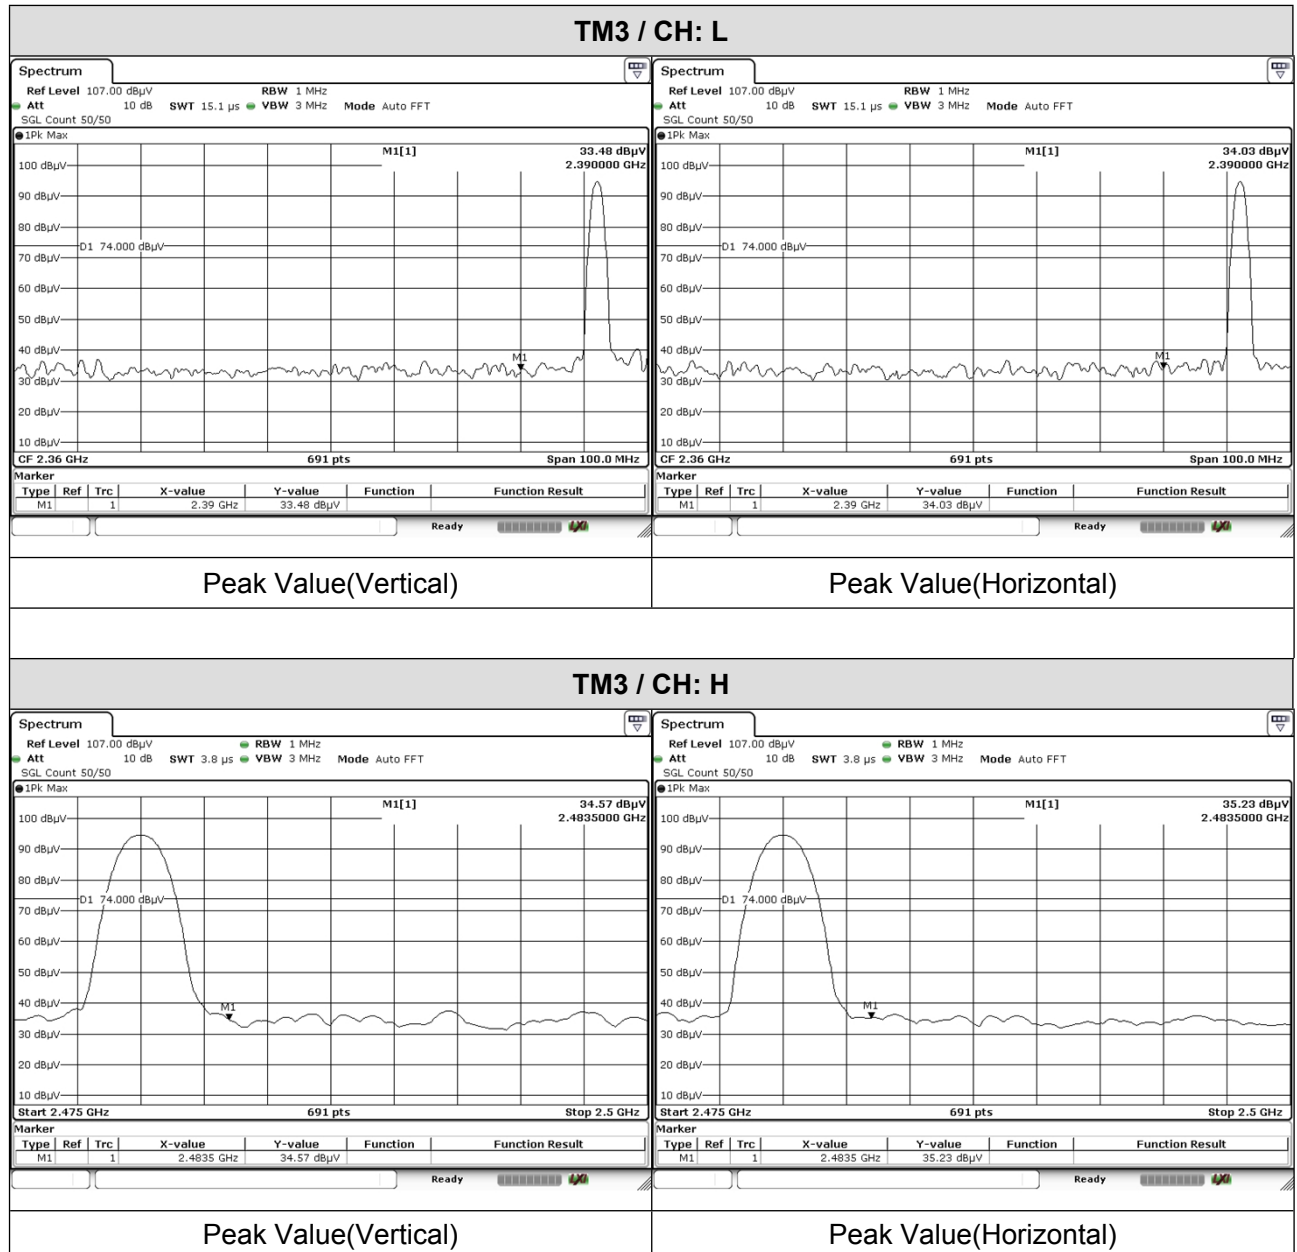 TM3 / CH: L
Spectrum
Ref Level 107.00 dBµV RBW 1 MHz
Att 10 dB SWT 15.1 µs VBW 3 MHz Mode Auto FFT
SGL Count 50/50
1Pk Max
M1[1] 33.48 dBµV
2.390000 GHz
100 dBµV
90 dBµV
80 dBµV
D1 74.000 dBµV
70 dBµV
60 dBµV
50 dBµV
40 dBµV
M1
30 dBµV
20 dBµV
10 dBµV
CF 2.36 GHz 691 pts Span 100.0 MHz
Marker
Type Ref Trc X-value Y-value Function Function Result
M1 1 2.39 GHz 33.48 dBµV
Ready LXI
Spectrum
Ref Level 107.00 dBµV RBW 1 MHz
Att 10 dB SWT 15.1 µs VBW 3 MHz Mode Auto FFT
SGL Count 50/50
1Pk Max
M1[1] 34.03 dBµV
2.390000 GHz
100 dBµV
90 dBµV
80 dBµV
D1 74.000 dBµV
70 dBµV
60 dBµV
50 dBµV
40 dBµV
M1
30 dBµV
20 dBµV
10 dBµV
CF 2.36 GHz 691 pts Span 100.0 MHz
Marker
Type Ref Trc X-value Y-value Function Function Result
M1 1 2.39 GHz 34.03 dBµV
Ready LXI
Peak Value(Vertical) Peak Value(Horizontal)
TM3 / CH: H
Spectrum
Ref Level 107.00 dBµV RBW 1 MHz
Att 10 dB SWT 3.8 µs VBW 3 MHz Mode Auto FFT
SGL Count 50/50
1Pk Max
M1[1] 34.57 dBµV
2.4835000 GHz
100 dBµV
90 dBµV
80 dBµV
D1 74.000 dBµV
70 dBµV
60 dBµV
50 dBµV
40 dBµV
M1
30 dBµV
20 dBµV
10 dBµV
Start 2.475 GHz 691 pts Stop 2.5 GHz
Marker
Type Ref Trc X-value Y-value Function Function Result
M1 1 2.4835 GHz 34.57 dBµV
Ready LXI
Spectrum
Ref Level 107.00 dBµV RBW 1 MHz
Att 10 dB SWT 3.8 µs VBW 3 MHz Mode Auto FFT
SGL Count 50/50
1Pk Max
M1[1] 35.23 dBµV
2.4835000 GHz
100 dBµV
90 dBµV
80 dBµV
D1 74.000 dBµV
70 dBµV
60 dBµV
50 dBµV
40 dBµV
M1
30 dBµV
20 dBµV
10 dBµV
Start 2.475 GHz 691 pts Stop 2.5 GHz
Marker
Type Ref Trc X-value Y-value Function Function Result
M1 1 2.4835 GHz 35.23 dBµV
Ready LXI
Peak Value(Vertical) Peak Value(Horizontal)